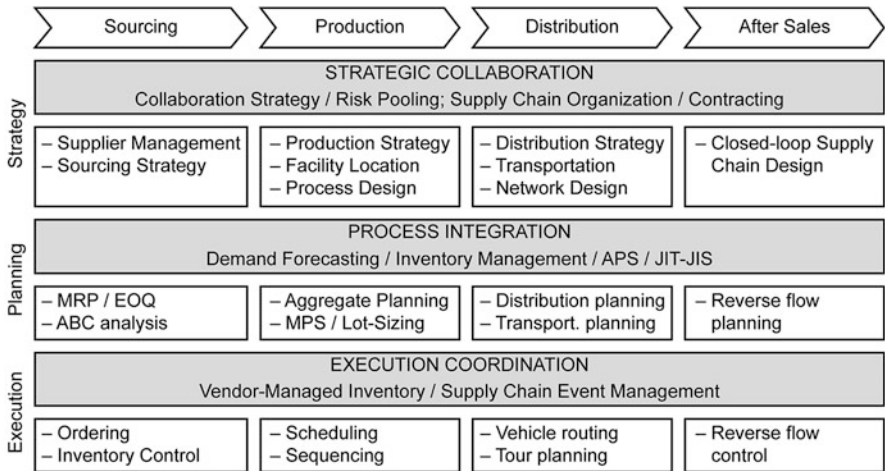 Sourcing
Production
Distribution
After Sales
Strategy
STRATEGIC COLLABORATION
Collaboration Strategy / Risk Pooling; Supply Chain Organization / Contracting
– Supplier Management
– Sourcing Strategy
– Production Strategy
– Facility Location
– Process Design
– Distribution Strategy
– Transportation
– Network Design
– Closed-loop Supply
Chain Design
Planning
PROCESS INTEGRATION
Demand Forecasting / Inventory Management / APS / JIT-JIS
– MRP / EOQ
– ABC analysis
– Aggregate Planning
– MPS / Lot-Sizing
– Distribution planning
– Transport. planning
– Reverse flow
planning
Execution
EXECUTION COORDINATION
Vendor-Managed Inventory / Supply Chain Event Management
– Ordering
– Inventory Control
– Scheduling
– Sequencing
– Vehicle routing
– Tour planning
– Reverse flow
control